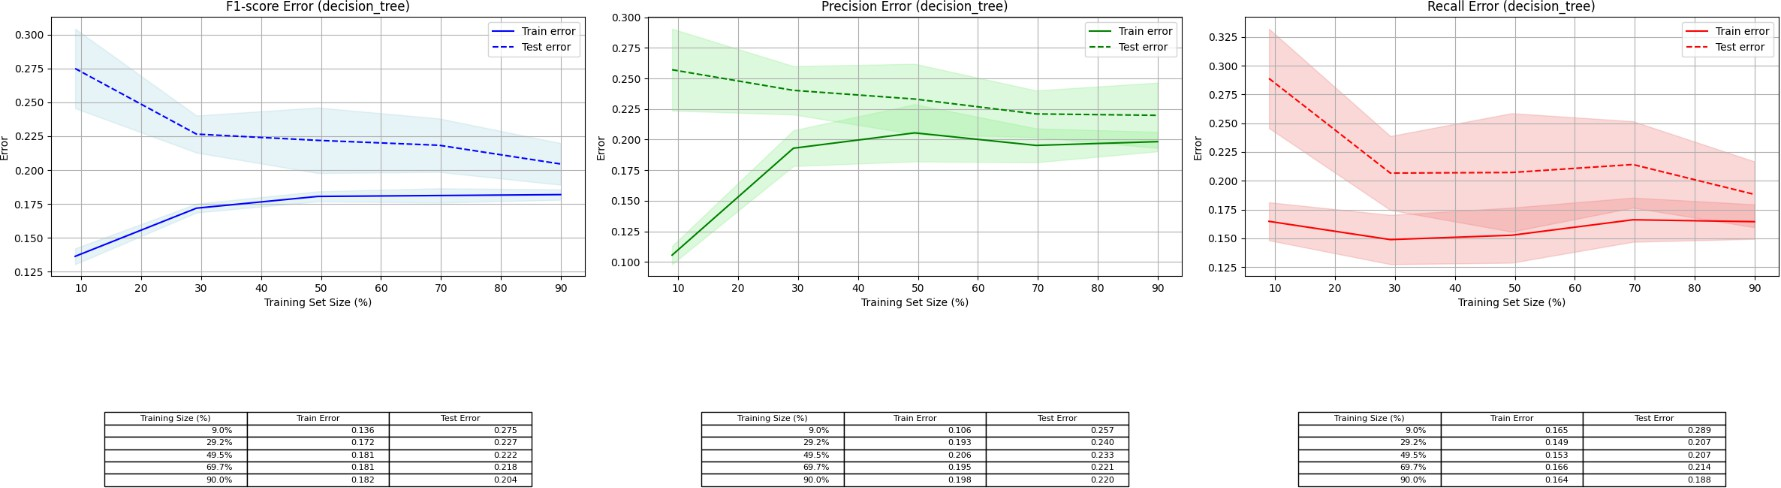 F1-score Error (decision_tree)
Train error
Test error
0.300
0.275
0.250
0.225
0.200
0.175
0.150
0.125
Error
10 20 30 40 50 60 70 80 90
Training Set Size (%)
Precision Error (decision_tree)
Train error
Test error
0.300
0.275
0.250
0.225
0.200
0.175
0.150
0.125
0.100
Error
10 20 30 40 50 60 70 80 90
Training Set Size (%)
Recall Error (decision_tree)
Train error
Test error
0.325
0.300
0.275
0.250
0.225
0.200
0.175
0.150
0.125
Error
10 20 30 40 50 60 70 80 90
Training Set Size (%)
Training Size (%) Train Error Test Error
9.0% 0.136 0.275
29.2% 0.172 0.227
49.5% 0.181 0.222
69.7% 0.181 0.218
90.0% 0.182 0.204
Training Size (%) Train Error Test Error
9.0% 0.106 0.257
29.2% 0.193 0.240
49.5% 0.206 0.233
69.7% 0.195 0.221
90.0% 0.198 0.220
Training Size (%) Train Error Test Error
9.0% 0.165 0.289
29.2% 0.149 0.207
49.5% 0.153 0.207
69.7% 0.166 0.214
90.0% 0.164 0.188